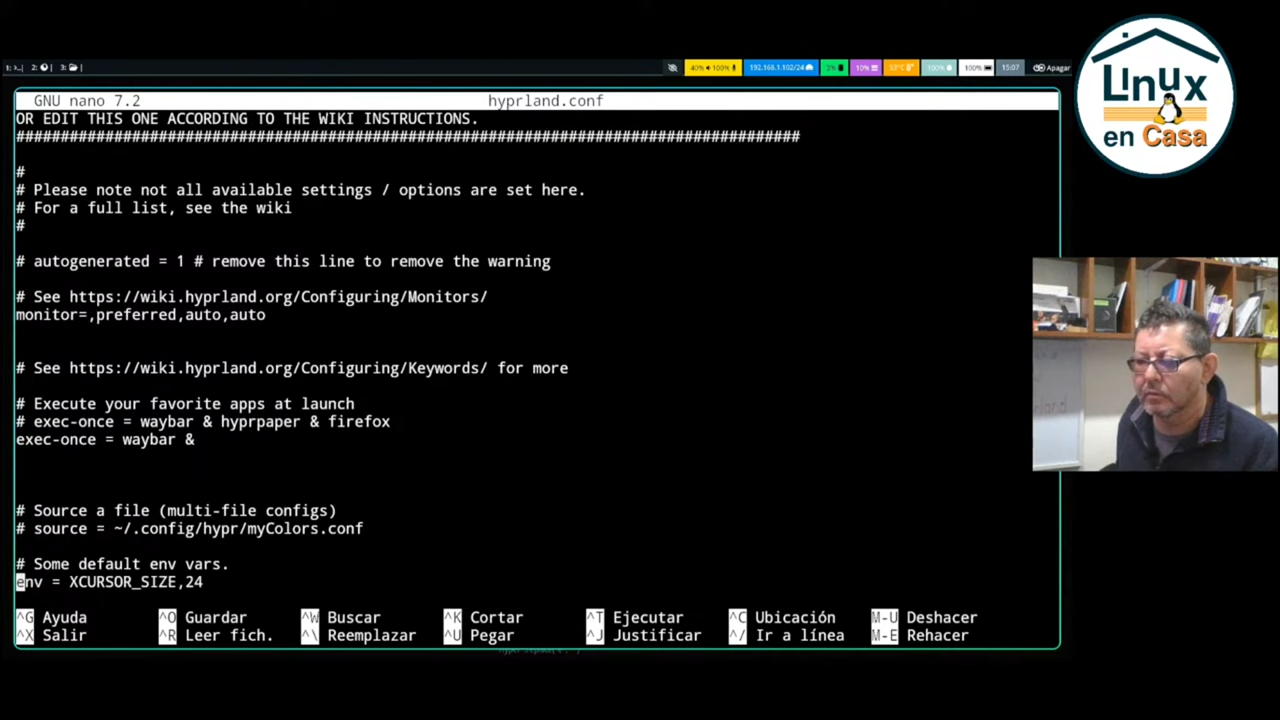 1: 2: 3:
40% 100% 192.168.1.102/24 3% 10% 53°C 100% 100% 15:07 Apagar
GNU nano 7.2 hyprland.conf
OR EDIT THIS ONE ACCORDING TO THE WIKI INSTRUCTIONS.
########################################################################################
#
# Please note not all available settings / options are set here.
# For a full list, see the wiki
#
# autogenerated = 1 # remove this line to remove the warning
# See https://wiki.hyprland.org/Configuring/Monitors/
monitor=,preferred,auto,auto
# See https://wiki.hyprland.org/Configuring/Keywords/ for more
# Execute your favorite apps at launch
# exec-once = waybar & hyprpaper & firefox
exec-once = waybar &
# Source a file (multi-file configs)
# source = ~/.config/hypr/myColors.conf
# Some default env vars.
env = XCURSOR_SIZE,24
^G Ayuda ^O Guardar ^W Buscar ^K Cortar ^T Ejecutar ^C Ubicación M-U Deshacer
^X Salir ^R Leer fich. ^\ Reemplazar ^U Pegar ^J Justificar ^/ Ir a línea M-E Rehacer
Linux
en Casa